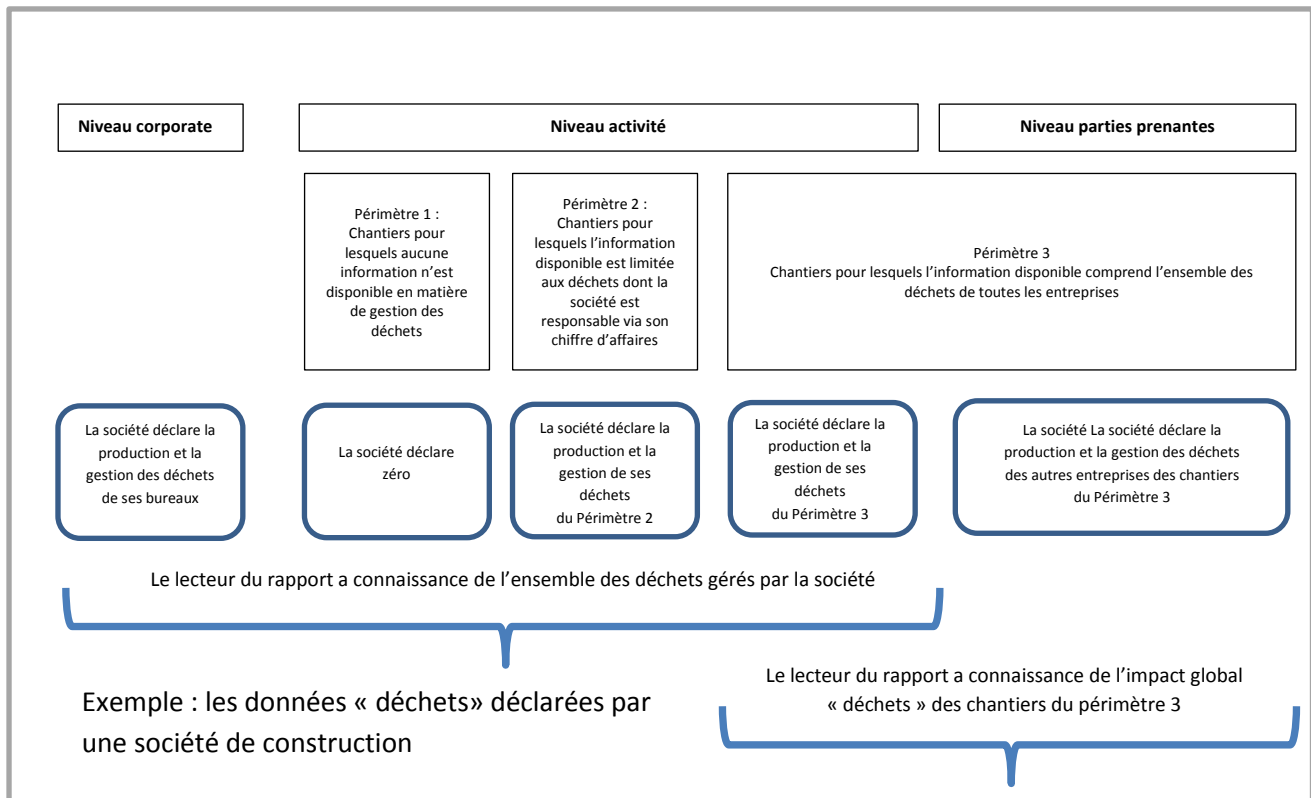 Niveau corporate
Niveau activité
Niveau parties prenantes
Périmètre 1 :
Chantiers pour
lesquels aucune
information n’est
disponible en matière
de gestion des
déchets
Périmètre 2 :
Chantiers pour
lesquels l’information
disponible est limitée
aux déchets dont la
société est
responsable via son
chiffre d’affaires
Périmètre 3
Chantiers pour lesquels l’information disponible comprend l’ensemble des
déchets de toutes les entreprises
La société déclare la
production et la
gestion des déchets
de ses bureaux
La société déclare
zéro
La société déclare la
production et la
gestion de ses
déchets
du Périmètre 2
La société déclare la
production et la
gestion de ses
déchets
du Périmètre 3
La société La société déclare la
production et la gestion des déchets
des autres entreprises des chantiers
du Périmètre 3
Le lecteur du rapport a connaissance de l’ensemble des déchets gérés par la société
Exemple : les données « déchets» déclarées par
une société de construction
Le lecteur du rapport a connaissance de l’impact global
« déchets » des chantiers du périmètre 3